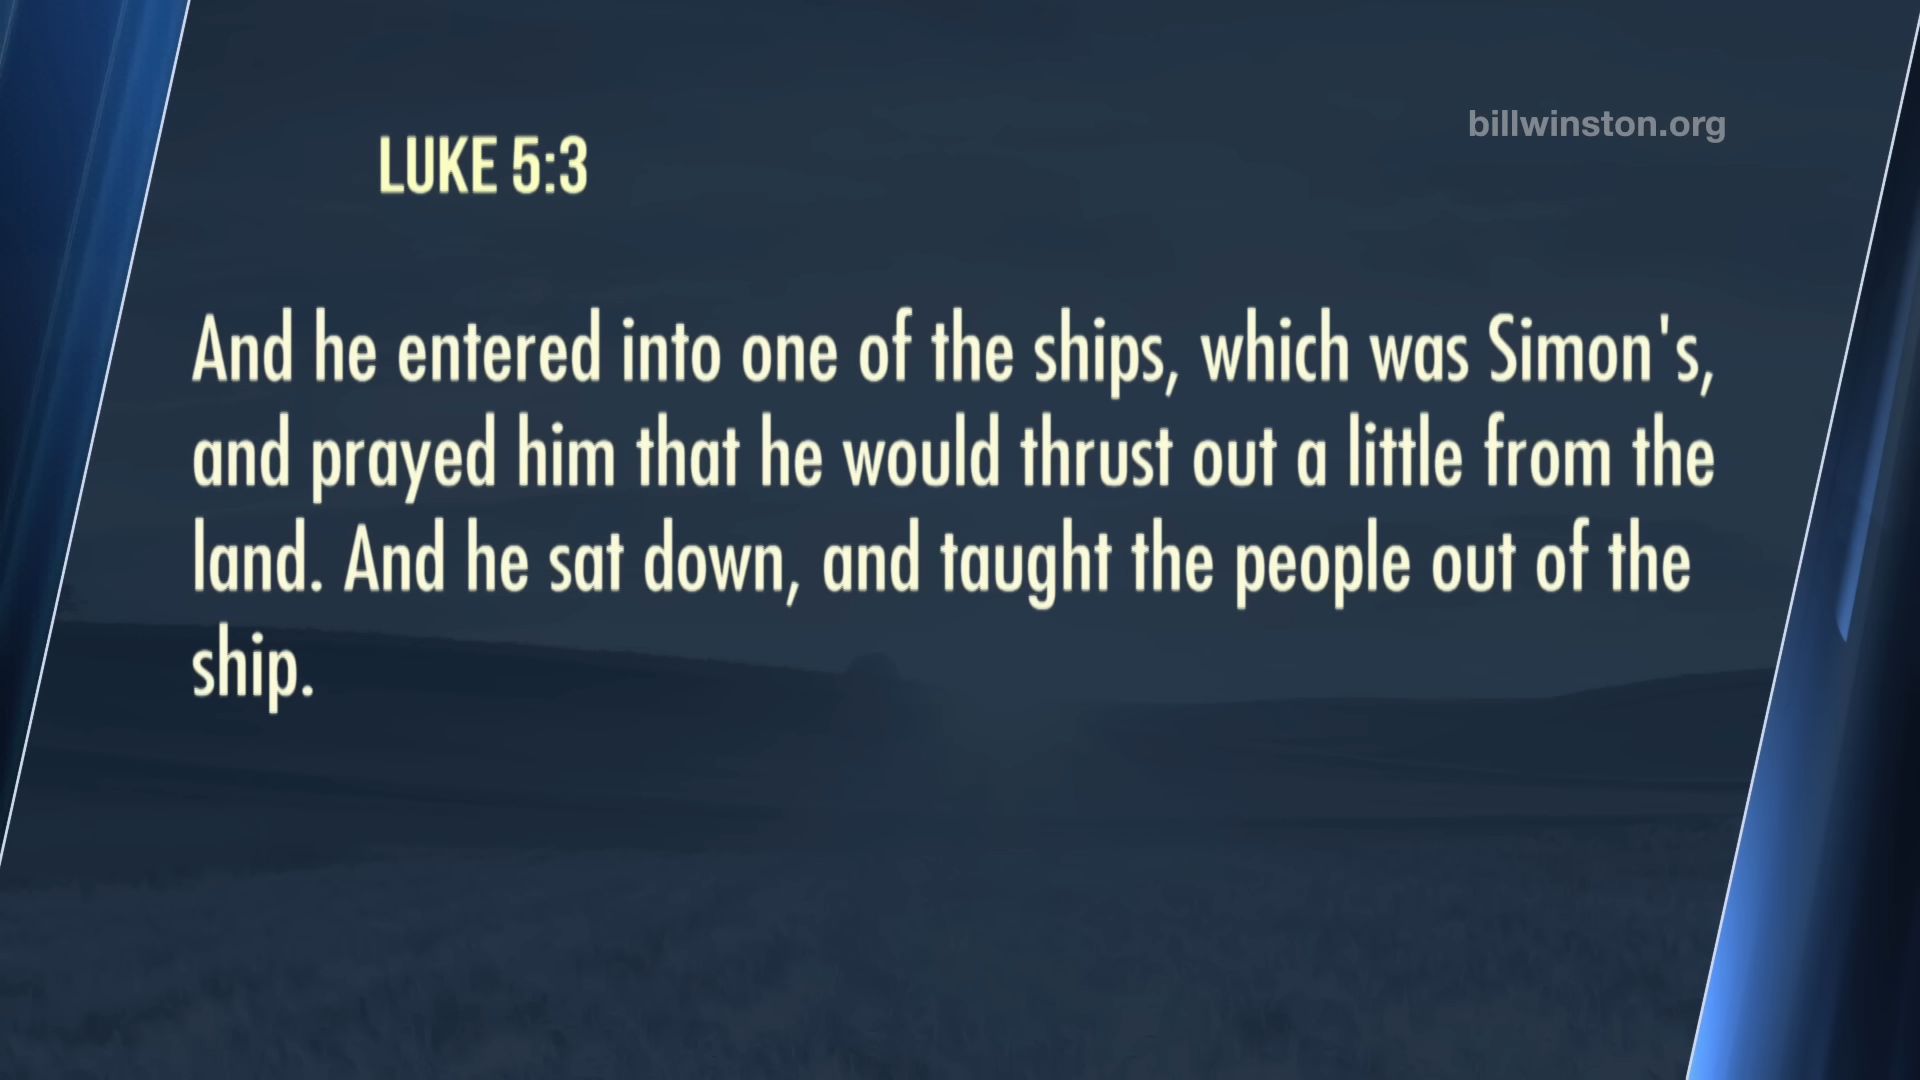 billwinston.org
LUKE 5:3
And he entered into one of the ships, which was Simon's,
and prayed him that he would thrust out a little from the
land. And he sat down, and taught the people out of the
ship.